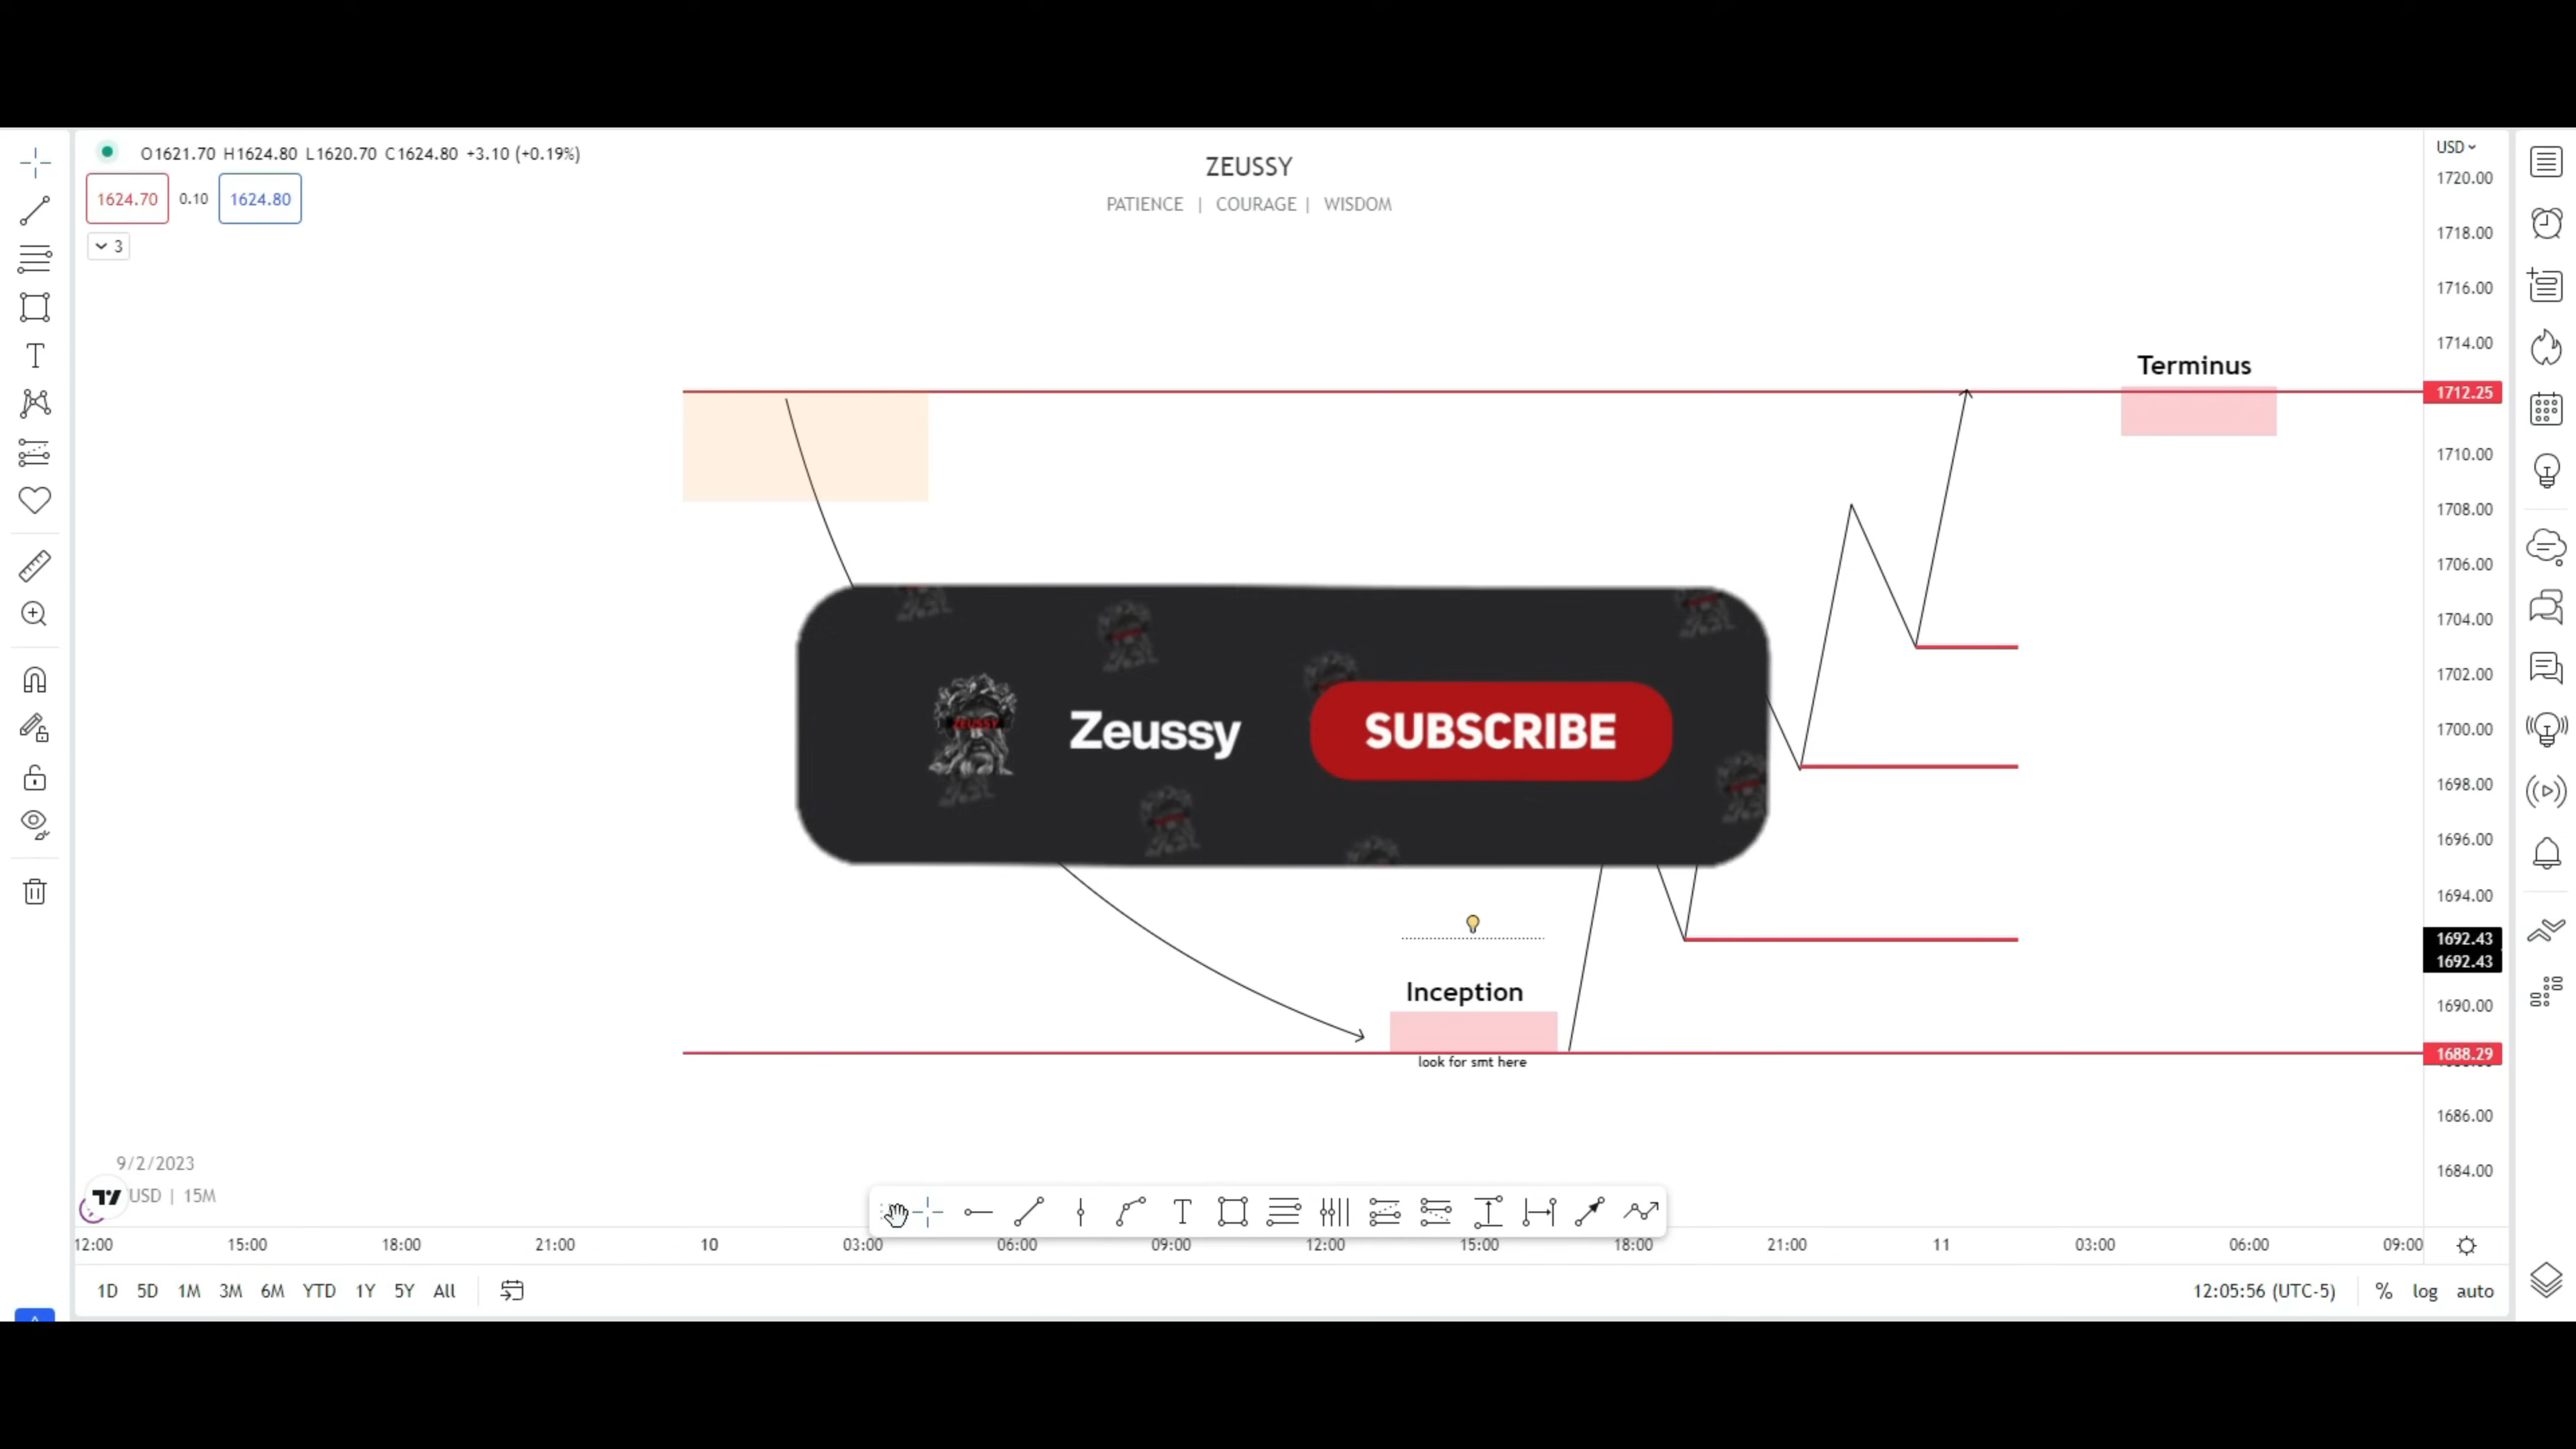 O1621.70 H1624.80 L1620.70 C1624.80 +3.10 (+0.19%)
1624.70 0.10 1624.80
3
ZEUSSY
PATIENCE | COURAGE | WISDOM
USD
1720.00
1718.00
1716.00
1714.00
1712.25
1710.00
1708.00
1706.00
1704.00
1702.00
1700.00
1698.00
1696.00
1694.00
1692.43
1692.43
1690.00
1688.29
1686.00
1684.00
Terminus
ZEUSSY
Zeussy
SUBSCRIBE
Inception
look for smt here
9/2/2023
USD | 15M
T
T
12:00 15:00 18:00 21:00 10 03:00 06:00 09:00 12:00 15:00 18:00 21:00 11 03:00 06:00 09:00
1D 5D 1M 3M 6M YTD 1Y 5Y All
12:05:56 (UTC-5) % log auto